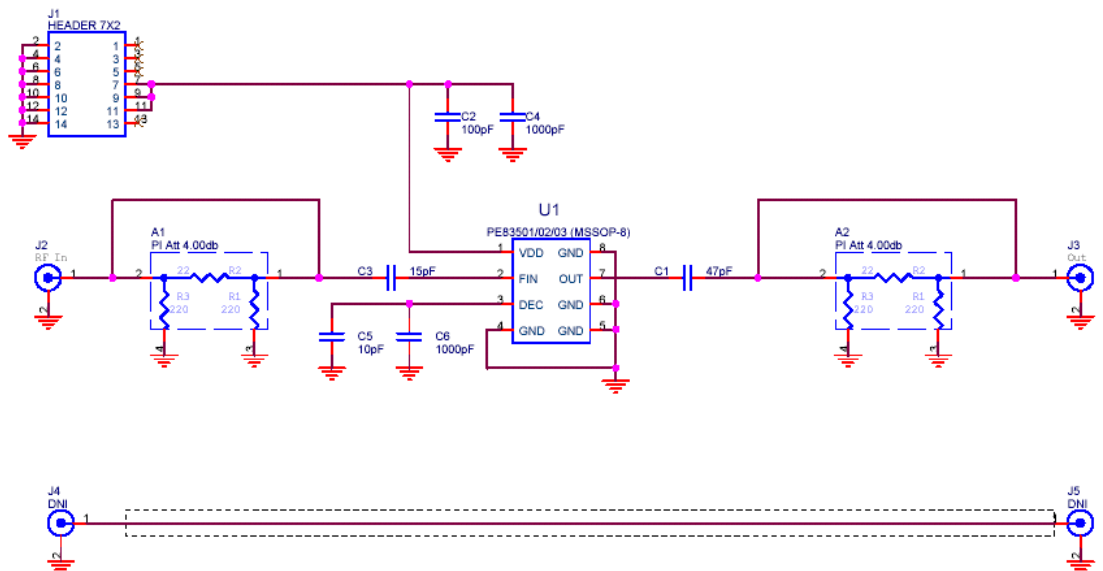 J1
HEADER 7X2
2 2 1 1
4 4 3 3
6 6 5 5
8 8 7 7
10 10 9 9
12 12 11 11
14 14 13 13
C2
100pF
C4
1000pF
U1
PE83501/02/03 (MSSOP-8)
1 VDD GND 8
2 FIN OUT 7
3 DEC GND 6
4 GND GND 5
J2
RF In
1
2
A1
PI Att 4.00db
2 22 R2 1
R3
220
R1
220
4 3
C3 15pF
C5
10pF
C6
1000pF
C1 47pF
A2
PI Att 4.00db
2 22 R2 1
R3
220
R1
220
4 3
J3
Out
1
2
J4
DNI
1
2
J5
DNI
1
2